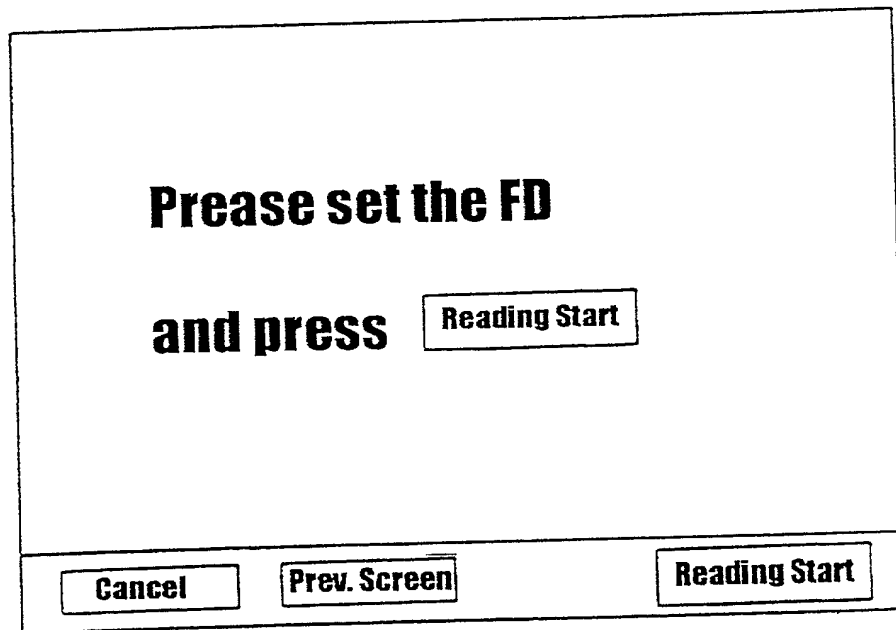 Prease set the FD
and press Reading Start
Cancel Prev. Screen Reading Start